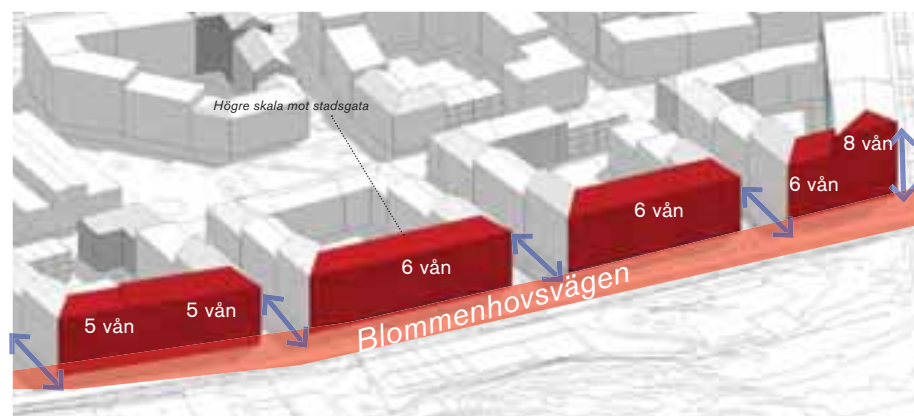 Högre skala mot stadsgata
8 vån
6 vån
6 vån
6 vån
5 vån
5 vån
Blommenhovsvägen